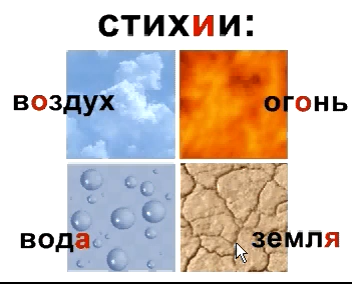 стихии:
воздух
огонь
вода
земля